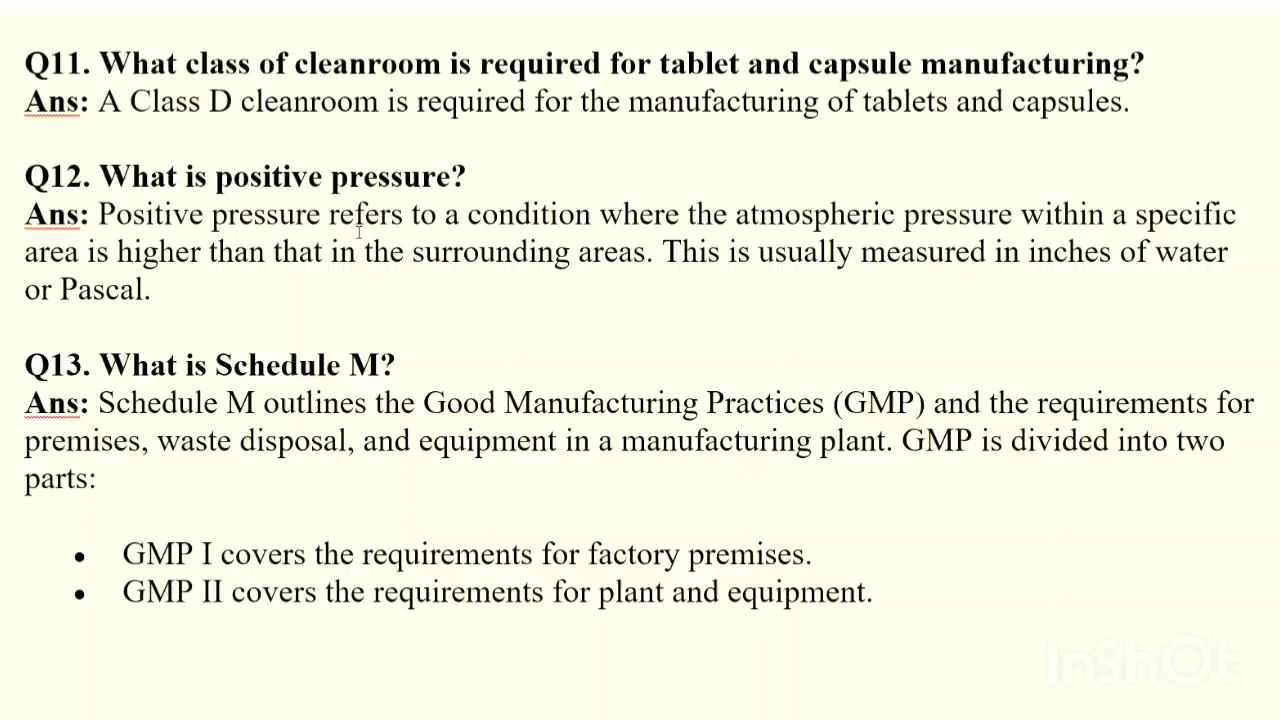 Q11. What class of cleanroom is required for tablet and capsule manufacturing?
Ans: A Class D cleanroom is required for the manufacturing of tablets and capsules.
Q12. What is positive pressure?
Ans: Positive pressure refers to a condition where the atmospheric pressure within a specific
area is higher than that in the surrounding areas. This is usually measured in inches of water
or Pascal.
Q13. What is Schedule M?
Ans: Schedule M outlines the Good Manufacturing Practices (GMP) and the requirements for
premises, waste disposal, and equipment in a manufacturing plant. GMP is divided into two
parts:
• GMP I covers the requirements for factory premises.
• GMP II covers the requirements for plant and equipment.
InShOt